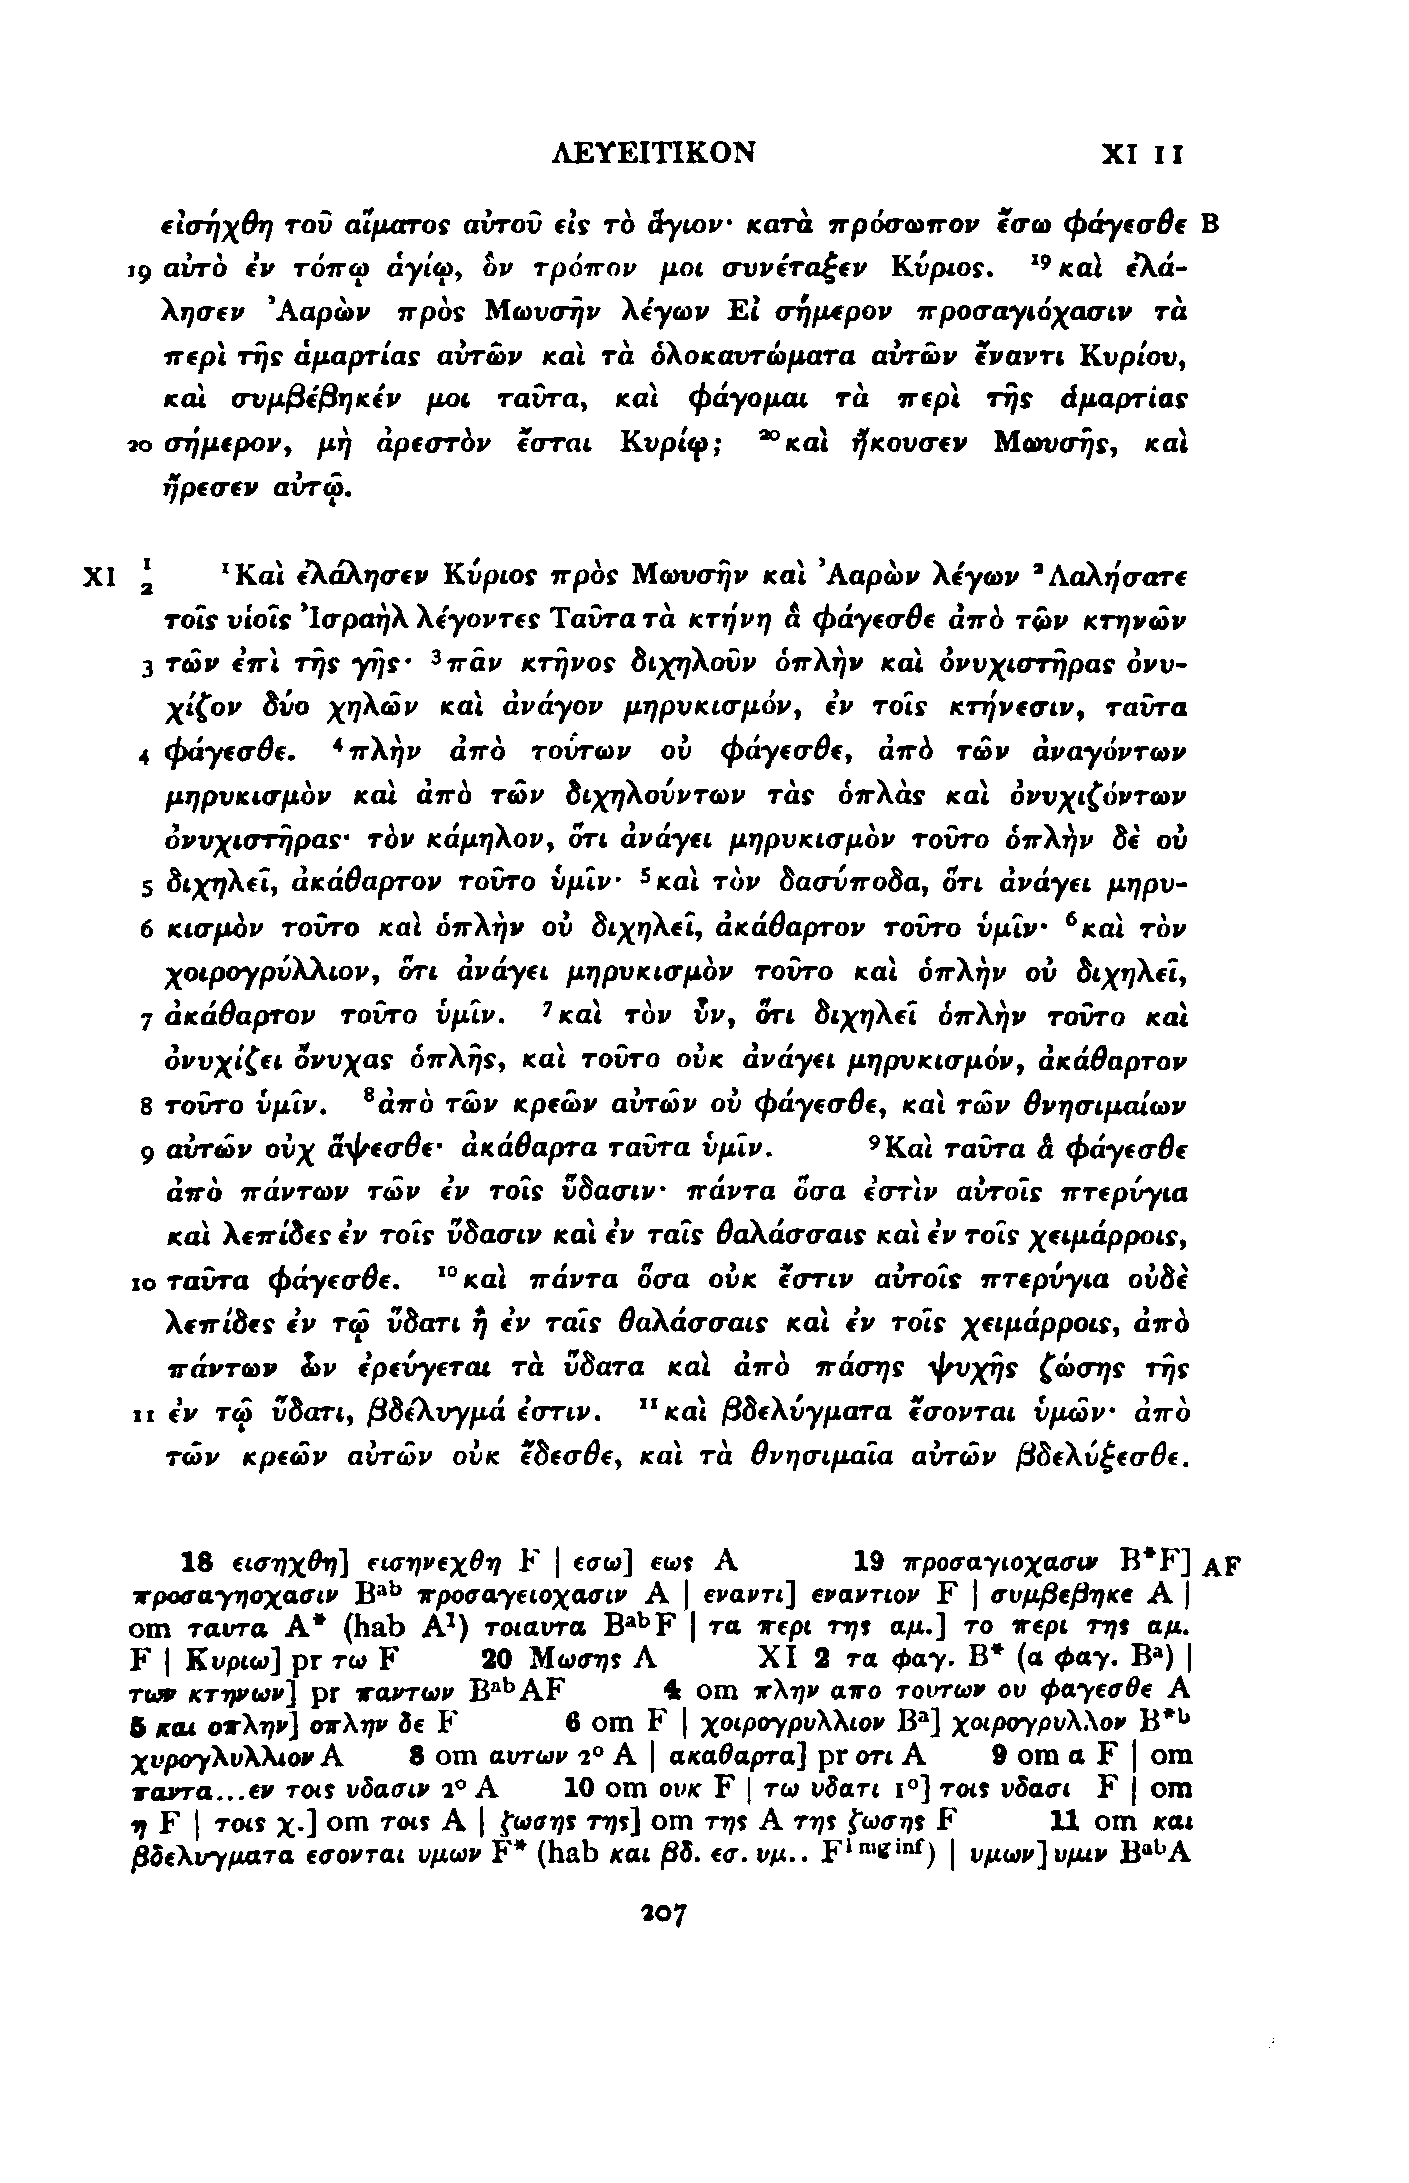 ΛΕΥΕΙΤΙΚΟΝ XI 11
εἰσήχθη τοῦ αἵματος αὐτοῦ εἰς τὸ ἅγιον· κατὰ πρόσωπον ἔσω φάγεσθε B
19 αὐτὸ ἐν τόπῳ ἁγίῳ, ὃν τρόπον μοι συνέταξεν Κύριος. ¹⁹καὶ ἐλά-
λησεν Ἀαρὼν πρὸς Μωυσῆν λέγων Εἰ σήμερον προσαγιόχασιν τὰ
περὶ τῆς ἁμαρτίας αὐτῶν καὶ τὰ ὁλοκαυτώματα αὐτῶν ἔναντι Κυρίου,
καὶ συμβέβηκέν μοι ταῦτα, καὶ φάγομαι τὰ περὶ τῆς ἁμαρτίας
20 σήμερον, μὴ ἀρεστὸν ἔσται Κυρίῳ; ²⁰καὶ ἤκουσεν Μωυσῆς, καὶ
ἤρεσεν αὐτῷ.
XI 1 2 ¹Καὶ ἐλάλησεν Κύριος πρὸς Μωυσῆν καὶ Ἀαρὼν λέγων ²Λαλήσατε
τοῖς υἱοῖς Ἰσραὴλ λέγοντες Ταῦτα τὰ κτήνη ἃ φάγεσθε ἀπὸ τῶν κτηνῶν
3 τῶν ἐπὶ τῆς γῆς· ³πᾶν κτῆνος διχηλοῦν ὁπλὴν καὶ ὀνυχιστῆρας ὀνυ-
χίζον δύο χηλῶν καὶ ἀνάγον μηρυκισμόν, ἐν τοῖς κτήνεσιν, ταῦτα
4 φάγεσθε. ⁴πλὴν ἀπὸ τούτων οὐ φάγεσθε, ἀπὸ τῶν ἀναγόντων
μηρυκισμὸν καὶ ἀπὸ τῶν διχηλούντων τὰς ὁπλὰς καὶ ὀνυχιζόντων
ὀνυχιστῆρας· τὸν κάμηλον, ὅτι ἀνάγει μηρυκισμὸν τοῦτο ὁπλὴν δὲ οὐ
5 διχηλεῖ, ἀκάθαρτον τοῦτο ὑμῖν· ⁵καὶ τὸν δασύποδα, ὅτι ἀνάγει μηρυ-
6 κισμὸν τοῦτο καὶ ὁπλὴν οὐ διχηλεῖ, ἀκάθαρτον τοῦτο ὑμῖν· ⁶καὶ τὸν
χοιρογρύλλιον, ὅτι ἀνάγει μηρυκισμὸν τοῦτο καὶ ὁπλὴν οὐ διχηλεῖ,
7 ἀκάθαρτον τοῦτο ὑμῖν. ⁷καὶ τὸν ὗν, ὅτι διχηλεῖ ὁπλὴν τοῦτο καὶ
ὀνυχίζει ὄνυχας ὁπλῆς, καὶ τοῦτο οὐκ ἀνάγει μηρυκισμόν, ἀκάθαρτον
8 τοῦτο ὑμῖν. ⁸ἀπὸ τῶν κρεῶν αὐτῶν οὐ φάγεσθε, καὶ τῶν θνησιμαίων
9 αὐτῶν οὐχ ἅψεσθε· ἀκάθαρτα ταῦτα ὑμῖν. ⁹Καὶ ταῦτα ἃ φάγεσθε
ἀπὸ πάντων τῶν ἐν τοῖς ὕδασιν· πάντα ὅσα ἐστὶν αὐτοῖς πτερύγια
καὶ λεπίδες ἐν τοῖς ὕδασιν καὶ ἐν ταῖς θαλάσσαις καὶ ἐν τοῖς χειμάρροις,
10 ταῦτα φάγεσθε. ¹⁰καὶ πάντα ὅσα οὐκ ἔστιν αὐτοῖς πτερύγια οὐδὲ
λεπίδες ἐν τῷ ὕδατι ἢ ἐν ταῖς θαλάσσαις καὶ ἐν τοῖς χειμάρροις, ἀπὸ
πάντων ὧν ἐρεύγεται τὰ ὕδατα καὶ ἀπὸ πάσης ψυχῆς ζώσης τῆς
11 ἐν τῷ ὕδατι, βδέλυγμά ἐστιν. ¹¹καὶ βδελύγματα ἔσονται ὑμῶν· ἀπὸ
τῶν κρεῶν αὐτῶν οὐκ ἔδεσθε, καὶ τὰ θνησιμαῖα αὐτῶν βδελύξεσθε.
18 εισηχθη] εισηνεχθη F | εσω] εως A 19 προσαγιοχασιν B*F] AF
προσαγηοχασιν Bᵃᵇ προσαγειοχασιν A | εναντι] εναντιον F | συμβεβηκε A |
om ταυτα A* (hab A¹) τοιαυτα BᵃᵇF | τα περι της αμ.] το περι της αμ.
F | Κυριω] pr τω F 20 Μωσης A XI 2 τα φαγ. B* (α φαγ. Bᵃ) |
των κτηνων] pr παντων BᵃᵇAF 4 om πλην απο τουτων ου φαγεσθε A
5 και οπλην] οπλην δε F 6 om F | χοιρογρυλλιον Bᵃ] χοιρογρυλλον B*ᵇ
χυρογλυλλιον A 8 om αυτων 2° A | ακαθαρτα] pr οτι A 9 om α F | om
παντα...εν τοις υδασιν 2° A 10 om ουκ F | τω υδατι 1°] τοις υδασι F | om
η F | τοις χ.] om τοις A | ζωσης της] om της A της ζωσης F 11 om και
βδελυγματα εσονται υμων F* (hab και βδ. εσ. υμ.. F¹ ᵐᵍ ⁱⁿᶠ) | υμων] υμιν BᵃᵇA
207